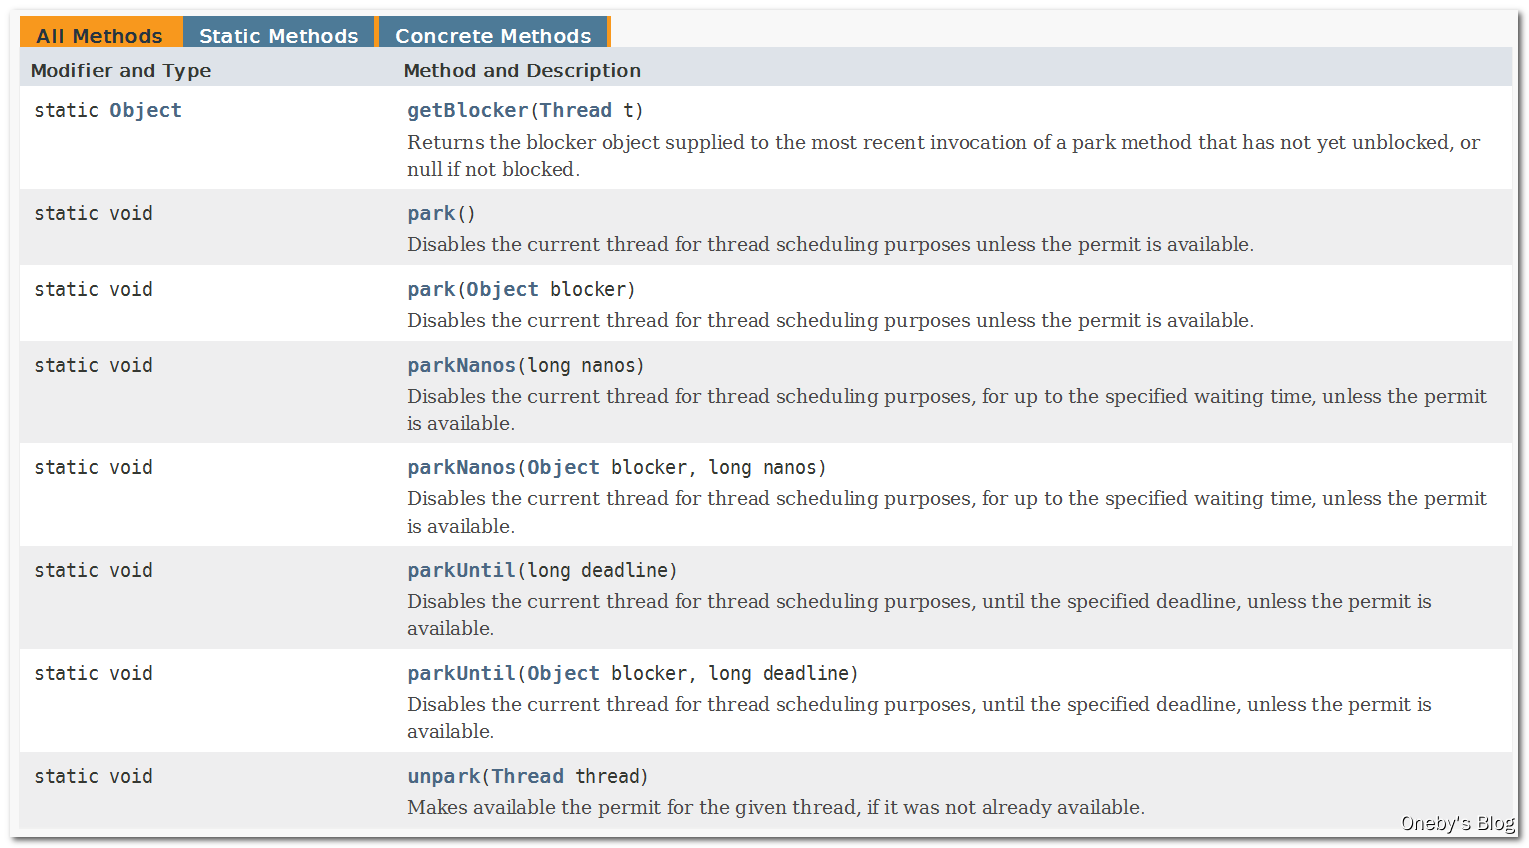 All Methods Static Methods Concrete Methods
Modifier and Type Method and Description
static Object getBlocker(Thread t)
Returns the blocker object supplied to the most recent invocation of a park method that has not yet unblocked, or
null if not blocked.
static void park()
Disables the current thread for thread scheduling purposes unless the permit is available.
static void park(Object blocker)
Disables the current thread for thread scheduling purposes unless the permit is available.
static void parkNanos(long nanos)
Disables the current thread for thread scheduling purposes, for up to the specified waiting time, unless the permit
is available.
static void parkNanos(Object blocker, long nanos)
Disables the current thread for thread scheduling purposes, for up to the specified waiting time, unless the permit
is available.
static void parkUntil(long deadline)
Disables the current thread for thread scheduling purposes, until the specified deadline, unless the permit is
available.
static void parkUntil(Object blocker, long deadline)
Disables the current thread for thread scheduling purposes, until the specified deadline, unless the permit is
available.
static void unpark(Thread thread)
Makes available the permit for the given thread, if it was not already available.
Oneby's Blog